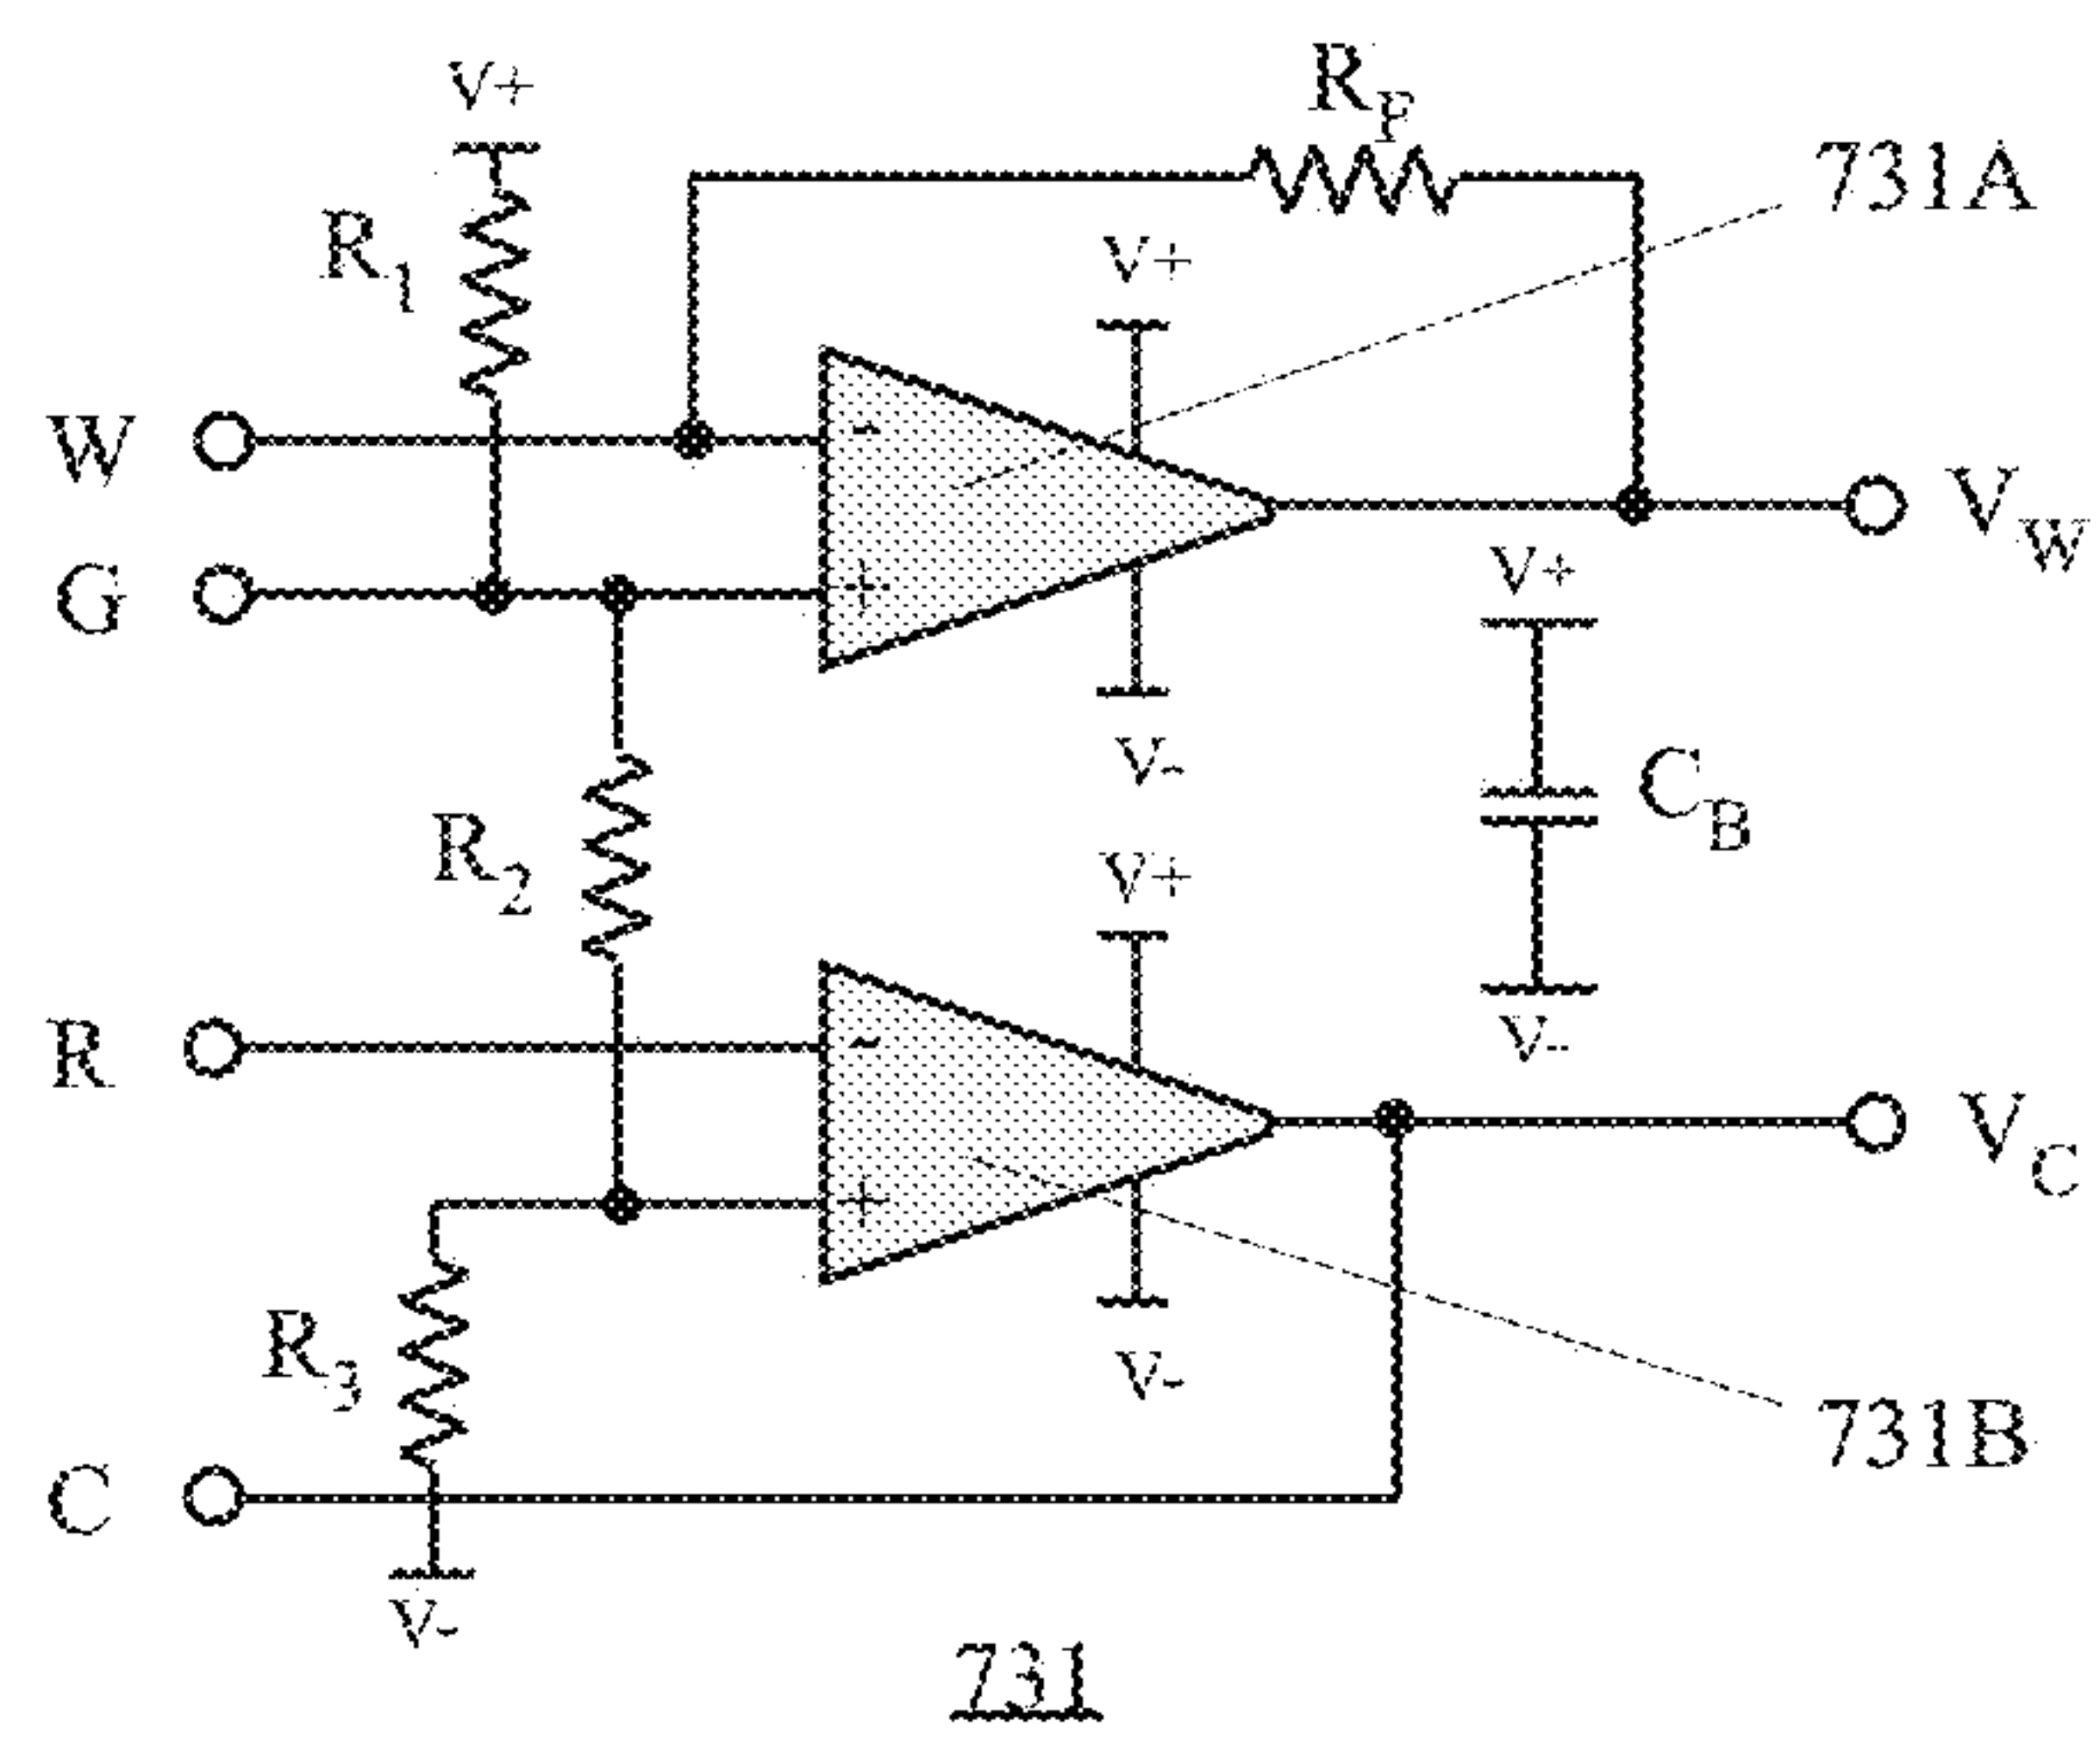 V+
R_F
731A
R_1
V+
W
V_W
G
V+
V-
C_B
R_2
V+
R
V-
V_C
R_3
V-
731B
C
V-
731